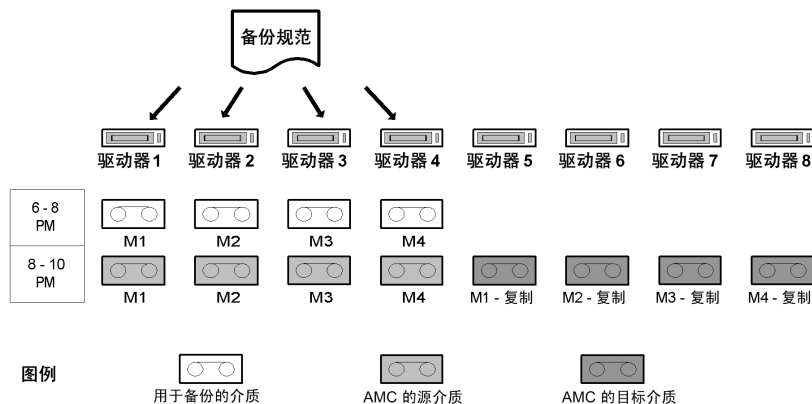 备份规范
驱动器1 驱动器 2 驱动器 3 驱动器 4 驱动器 5 驱动器 6 驱动器 7 驱动器 8
6 - 8
PM
M1 M2 M3 M4
8 - 10
PM
M1 M2 M3 M4 M1 - 复制 M2 - 复制 M3 - 复制 M4 - 复制
图例
用于备份的介质 AMC 的源介质 AMC 的目标介质